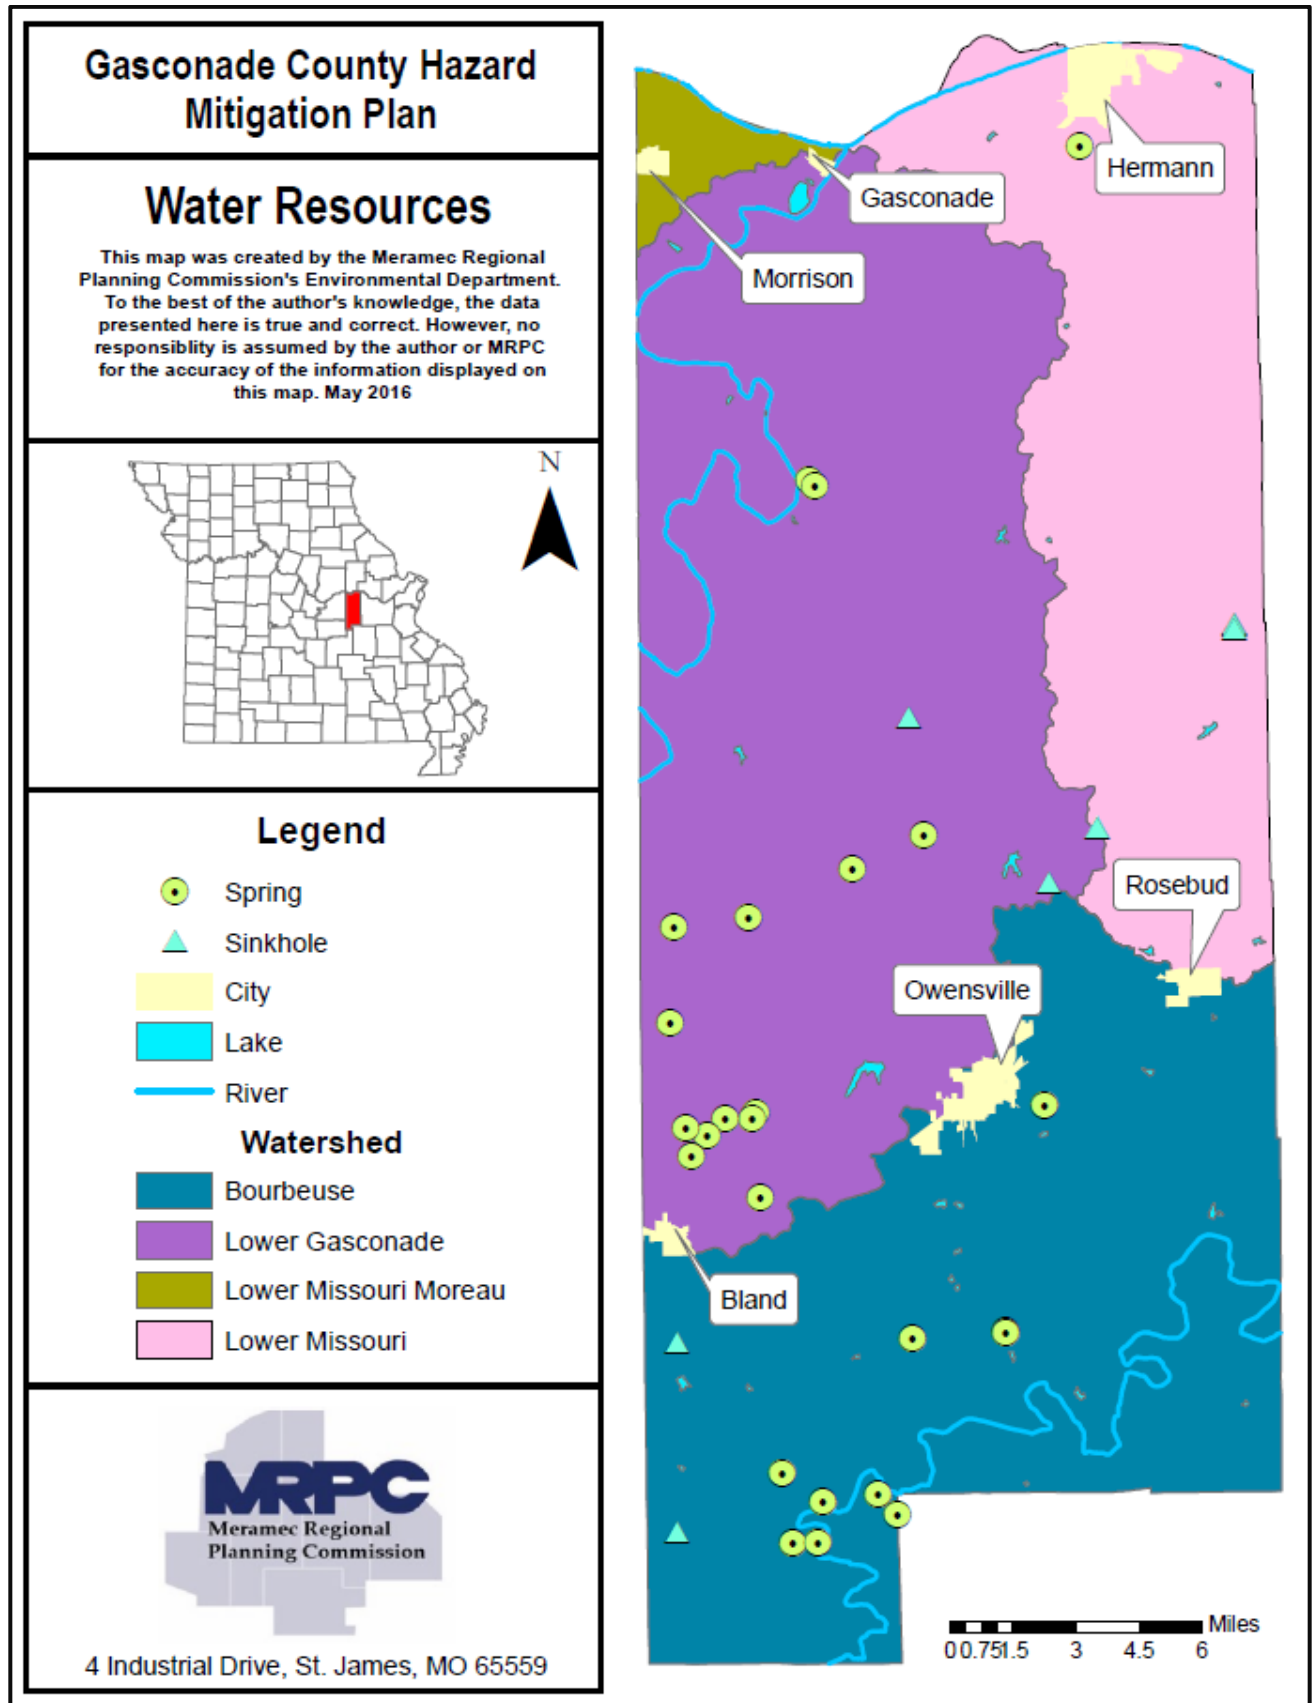 Gasconade County Hazard
Mitigation Plan
Water Resources
This map was created by the Meramec Regional
Planning Commission's Environmental Department.
To the best of the author's knowledge, the data
presented here is true and correct. However, no
responsiblity is assumed by the author or MRPC
for the accuracy of the information displayed on
this map. May 2016
N
Legend
Spring
Sinkhole
City
Lake
River
Watershed
Bourbeuse
Lower Gasconade
Lower Missouri Moreau
Lower Missouri
MRPC
Meramec Regional
Planning Commission
4 Industrial Drive, St. James, MO 65559
Hermann
Gasconade
Morrison
Rosebud
Owensville
Bland
Miles
0 0.75 1.5 3 4.5 6